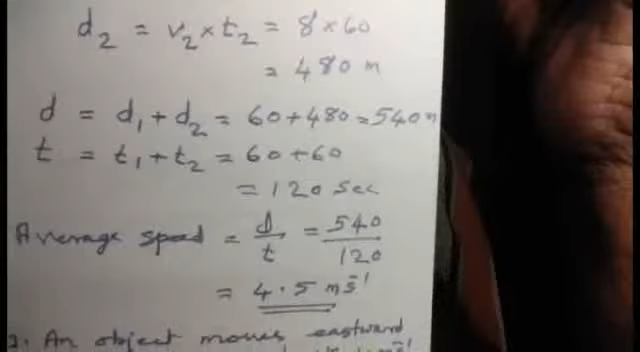 d₂ = v₂ × t₂ = 8 × 60
= 480 m
d = d₁ + d₂ = 60 + 480 = 540 m
t = t₁ + t₂ = 60 + 60
= 120 sec
Average speed = d/t = 540/120
= 4.5 ms⁻¹
2. An object moves eastward